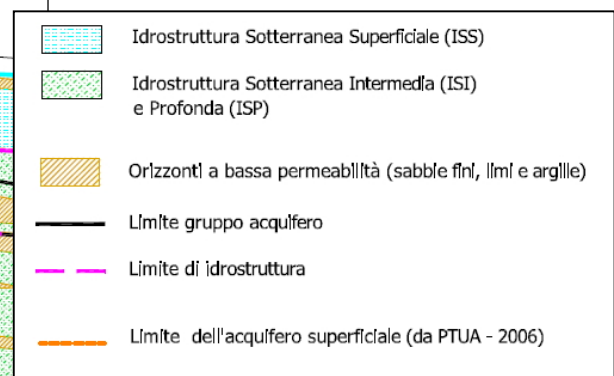 Idrostruttura Sotterranea Superficiale (ISS)
Idrostruttura Sotterranea Intermedia (ISI)
e Profonda (ISP)
Orizzonti a bassa permeabilità (sabbie fini, limi e argille)
Limite gruppo acquifero
Limite di idrostruttura
Limite dell'acquifero superficiale (da PTUA - 2006)